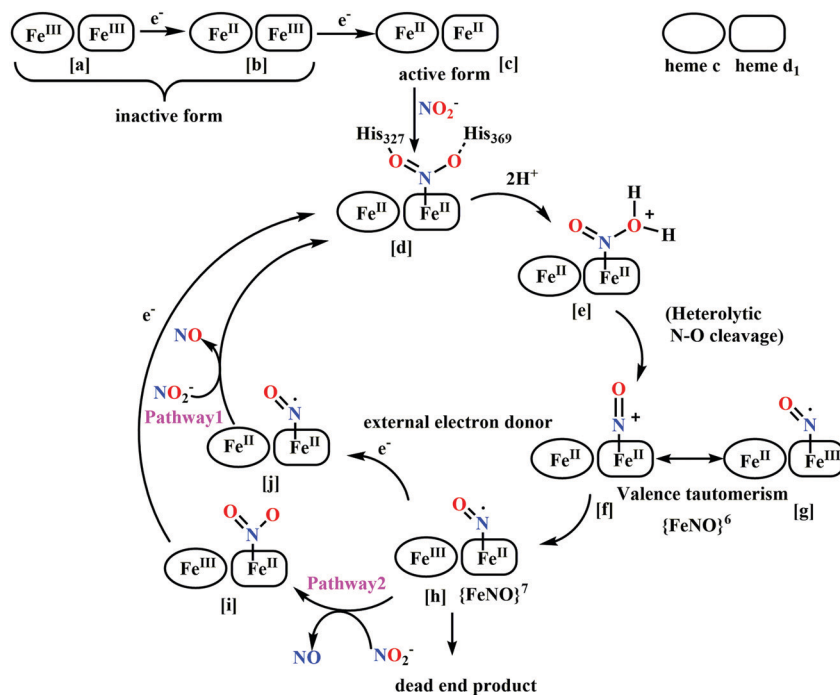 Fe^III Fe^III e⁻ Fe^II Fe^III e⁻ Fe^II Fe^II
[a] [b] [c]
heme c heme d₁
inactive form
active form
NO₂⁻
His₃₂₇ His₃₆₉
O N O
Fe^II Fe^II
[d]
2H⁺
H
O O + H
N
Fe^II Fe^II
[e]
(Heterolytic
N-O cleavage)
O
N +
Fe^II Fe^II
[f]
O
N ·
Fe^II Fe^III
[g]
Valence tautomerism
{FeNO}⁶
e⁻
NO
NO₂⁻
Pathway1
O
N ·
Fe^II Fe^II
[j]
external electron donor
e⁻
O
N ·
Fe^III Fe^II
[h] {FeNO}⁷
O O
N
Fe^III Fe^II
[i]
Pathway2
NO NO₂⁻
dead end product